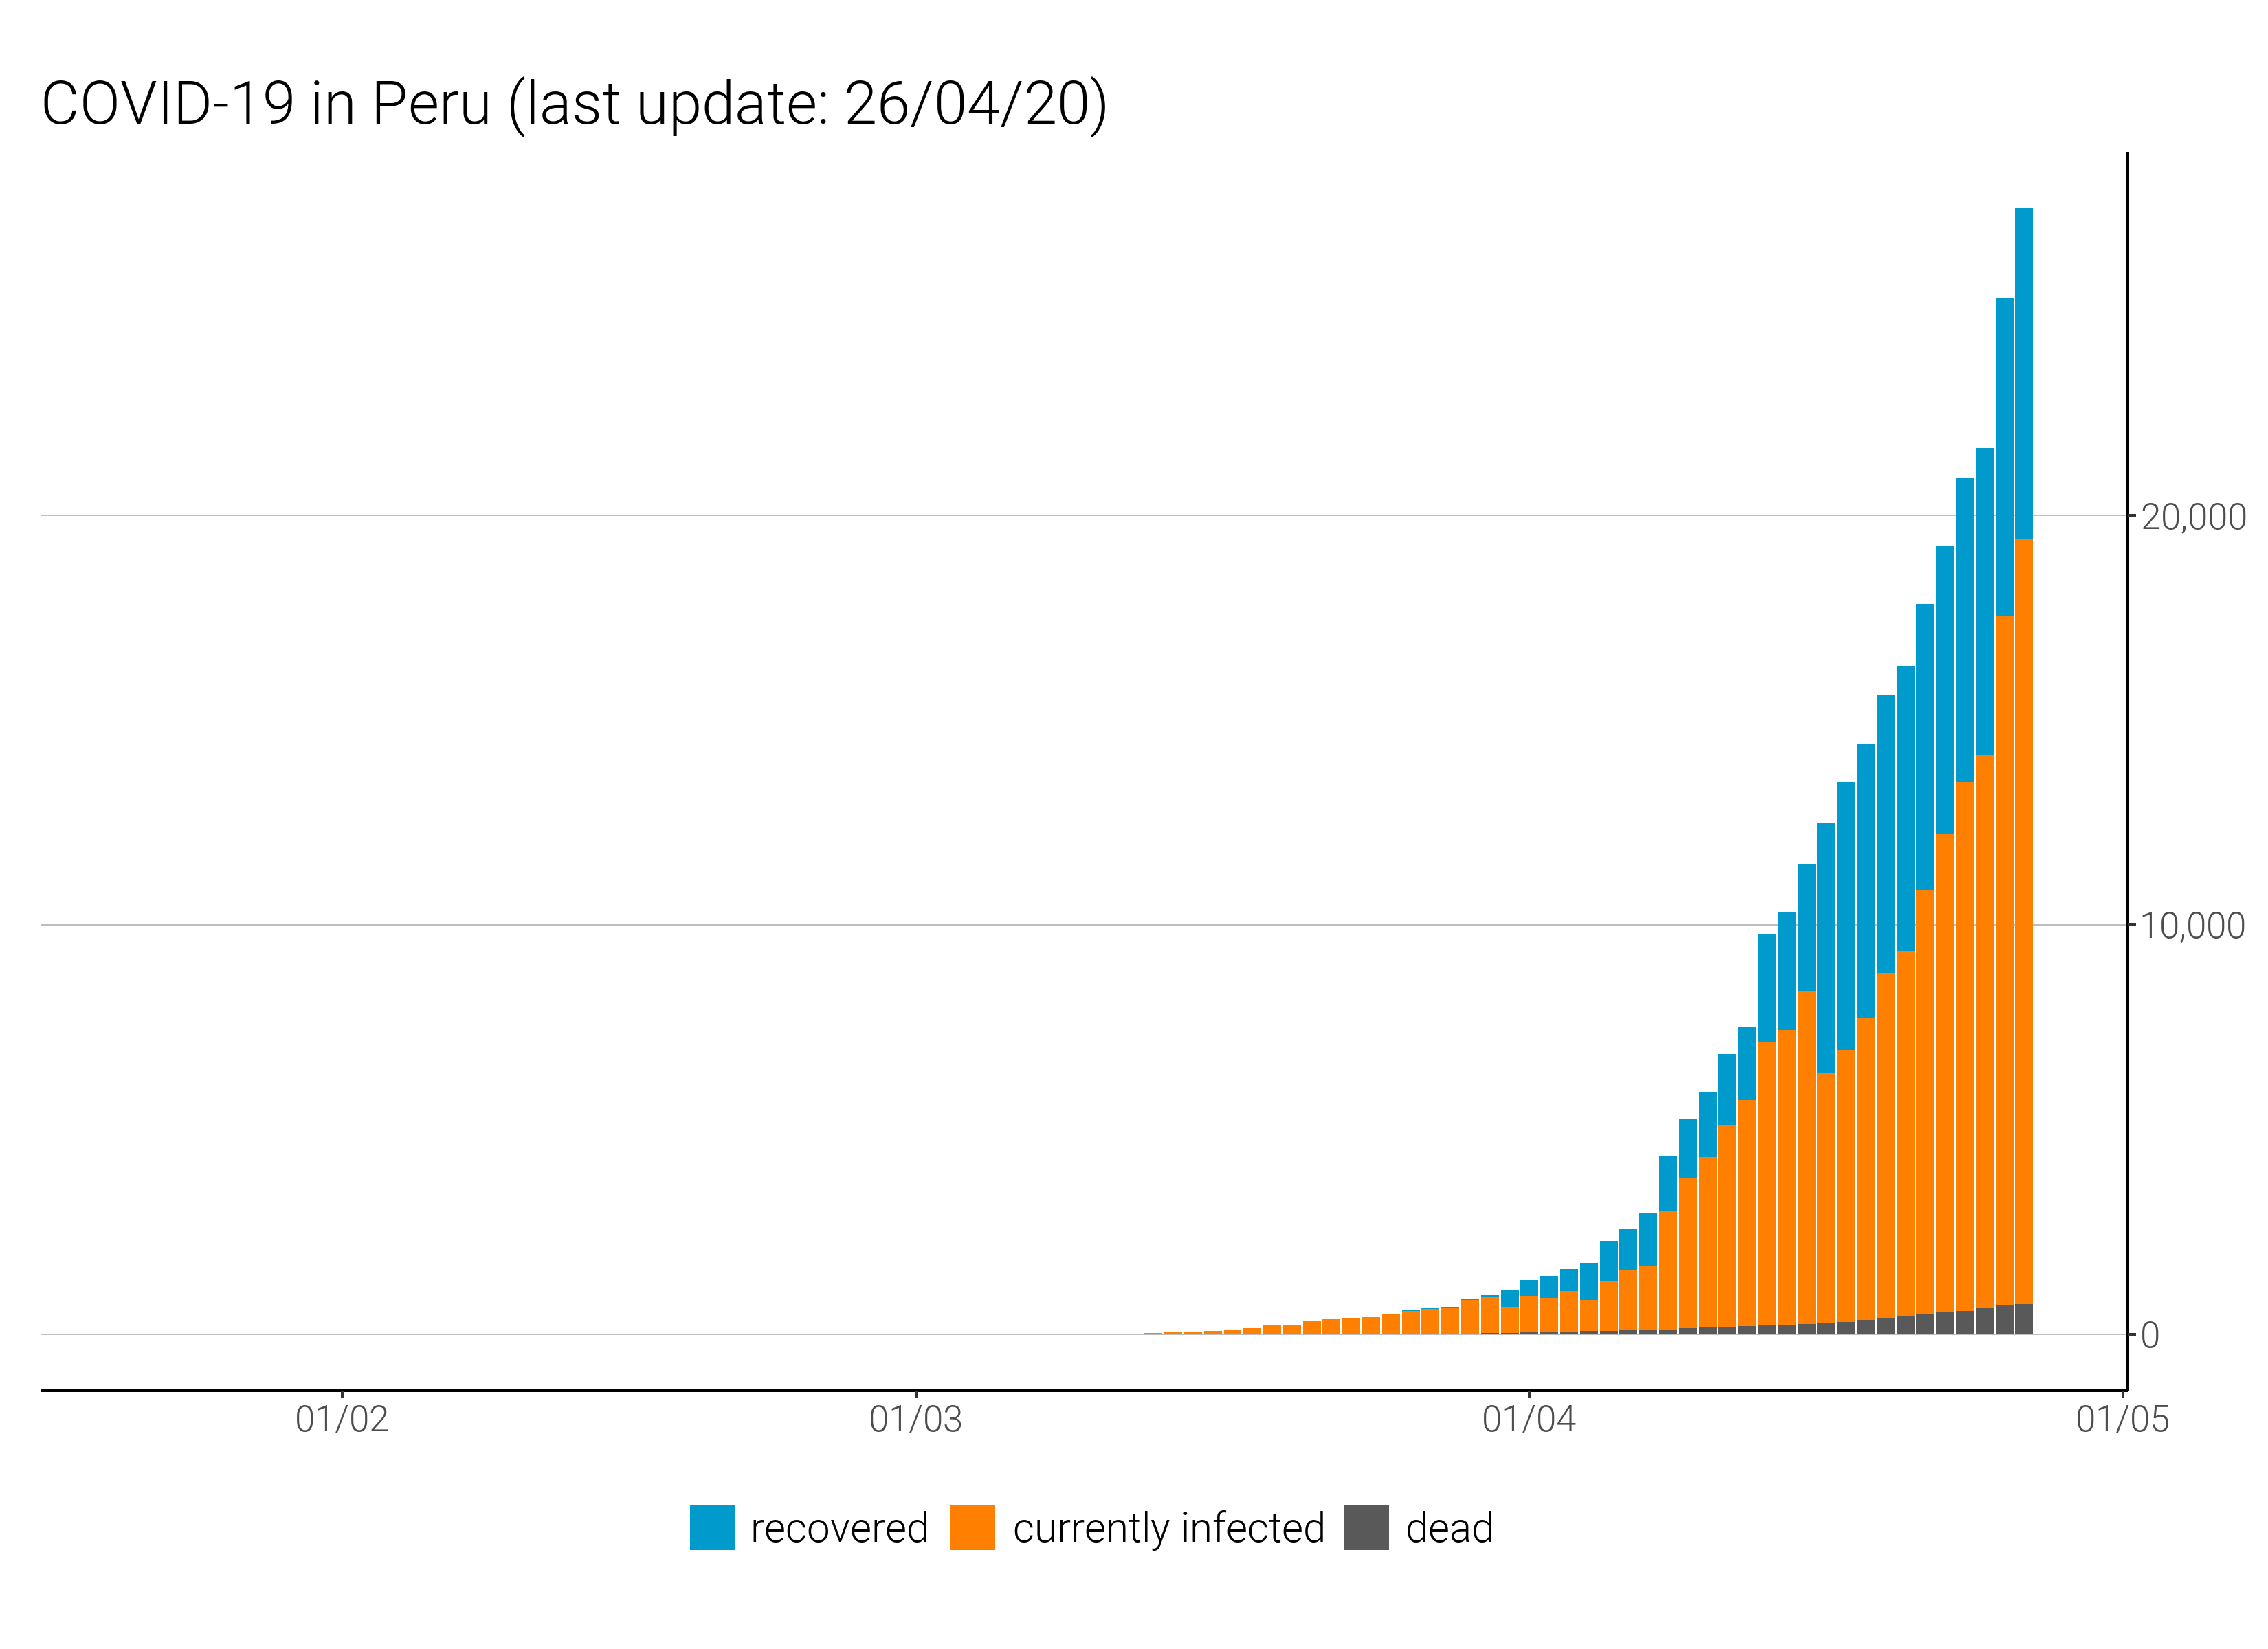 COVID-19 in Peru (last update: 26/04/20)
20,000
10,000
0
01/02 01/03 01/04 01/05
recovered currently infected dead